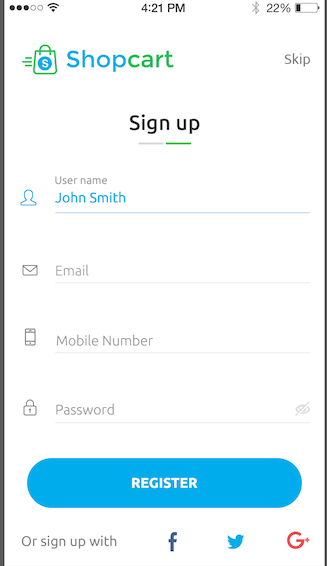 4:21 PM 22%
Shopcart Skip
Sign up
User name
John Smith
Email
Mobile Number
Password
REGISTER
Or sign up with f G+